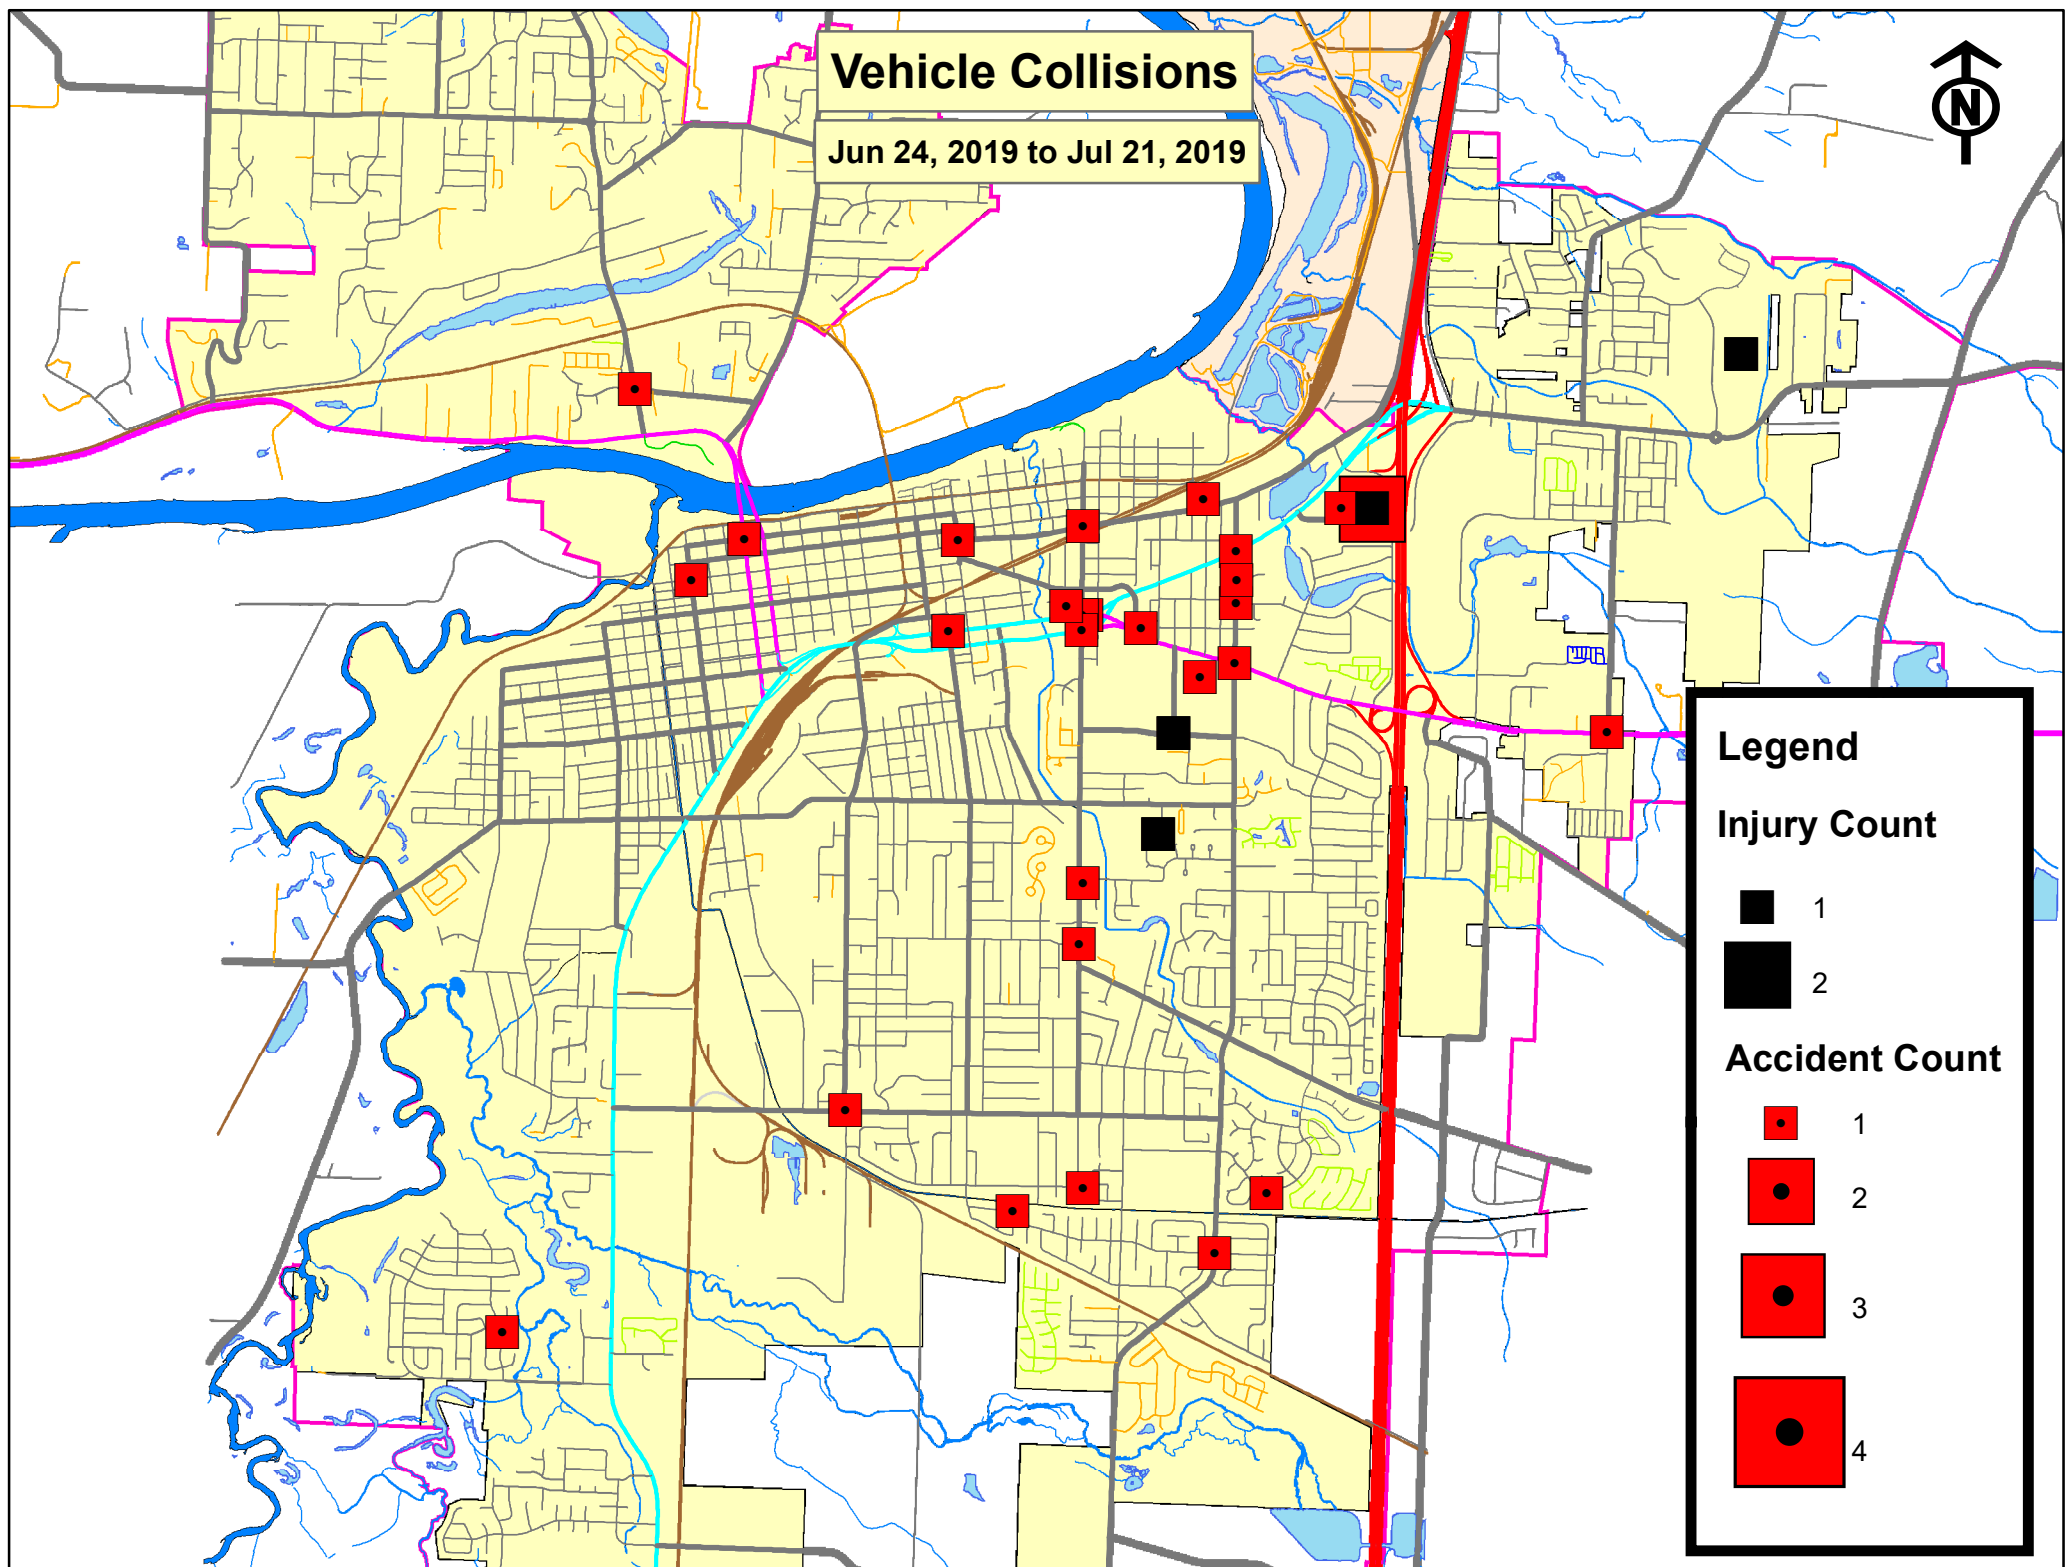 Vehicle Collisions
Jun 24, 2019 to Jul 21, 2019
N
Legend
Injury Count
1
2
Accident Count
1
2
3
4